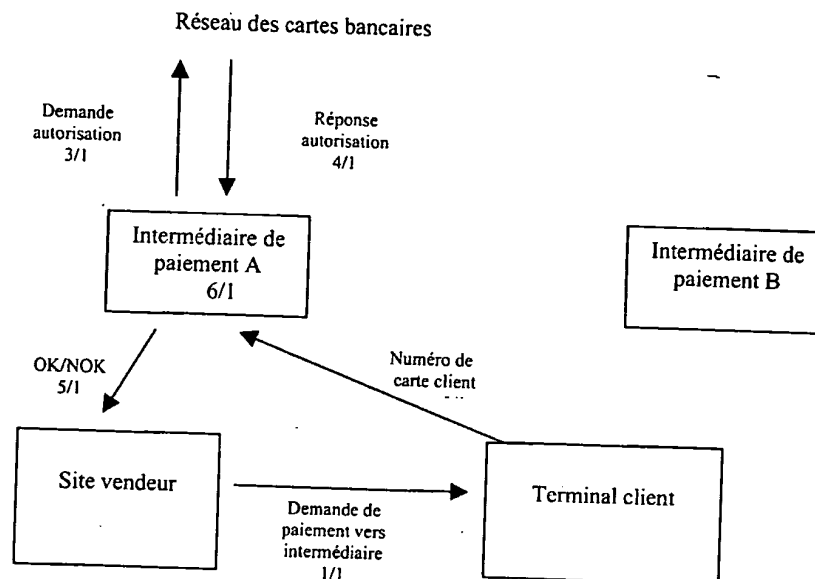 Réseau des cartes bancaires
Demande
autorisation
3/1
Réponse
autorisation
4/1
Intermédiaire de
paiement A
6/1
Intermédiaire de
paiement B
OK/NOK
5/1
Numéro de
carte client
Site vendeur
Terminal client
Demande de
paiement vers
intermédiaire
1/1